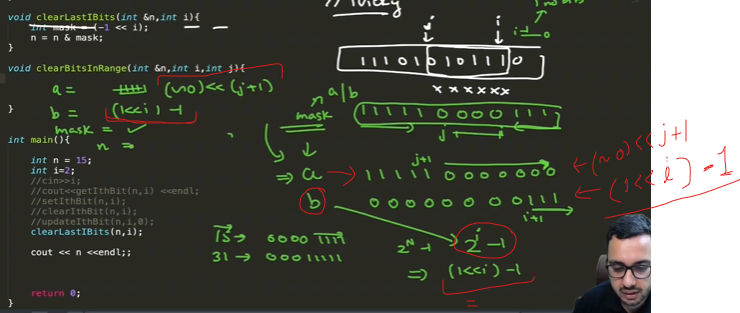 void clearLastIBits(int &n,int i){
int mask = (-1 << i);
n = n & mask;
}
void clearBitsInRange(int &n,int i,int j){
a = (~0)<<(j+1)
b = (1<<i) -1
mask = ✓
n =
}
int main(){
int n = 15;
int i=2;
//cin>>i;
//cout<<getIthBit(n,i) <<endl;
//setIthBit(n,i);
//clearIthBit(n,i);
//updateIthBit(n,i,0);
clearLastIBits(n,i);
cout << n <<endl;;
return 0;
}
j i
i-1 0
1 1 1 0 1 0 1 0 1 1 1 0
x x x x x x
a/b
mask
1 1 1 1 1 0 0 0 0 1 1 1
j
j+1
⇒ a → 1 1 1 1 1 0 0 0 0 0 0 0 ← (~0)<<j+1
b 0 0 0 0 0 0 0 0 0 1 1 1 ← (1<<i) -1
i+1
15 → 0000 1111
31 → 00011111
2^N -1
2^i -1
⇒ (1<<i) -1
=